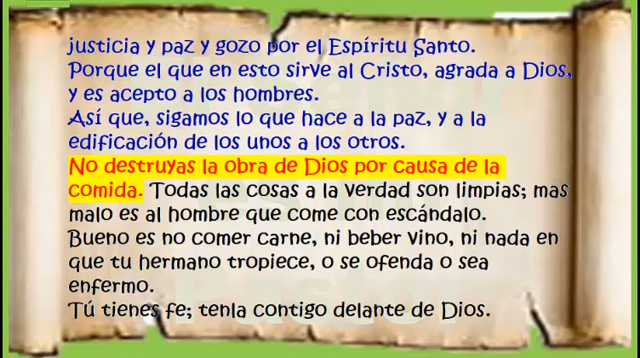 justicia y paz y gozo por el Espíritu Santo.
Porque el que en esto sirve al Cristo, agrada a Dios,
y es acepto a los hombres.
Así que, sigamos lo que hace a la paz, y a la
edificación de los unos a los otros.
No destruyas la obra de Dios por causa de la
comida. Todas las cosas a la verdad son limpias; mas
malo es al hombre que come con escándalo.
Bueno es no comer carne, ni beber vino, ni nada en
que tu hermano tropiece, o se ofenda o sea
enfermo.
Tú tienes fe; tenla contigo delante de Dios.